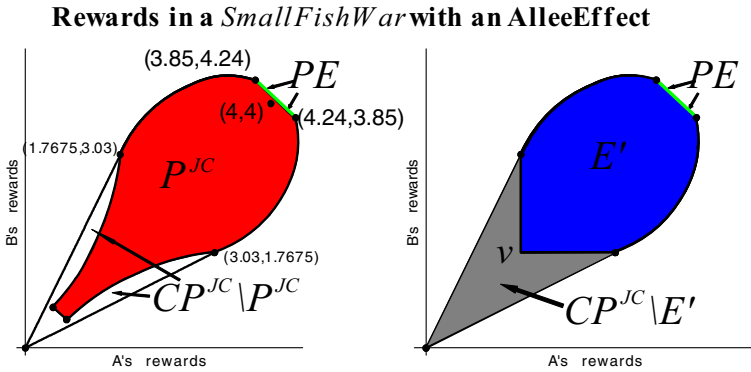 Rewards in a SmallFishWar with an AlleeEffect
(3.85,4.24)
PE
(4,4)
(4.24,3.85)
(1.7675,3.03)
P^{JC}
(3.03,1.7675)
CP^{JC}\P^{JC}
B's rewards
A's rewards
PE
E'
v
CP^{JC}\E'
B's rewards
A's rewards